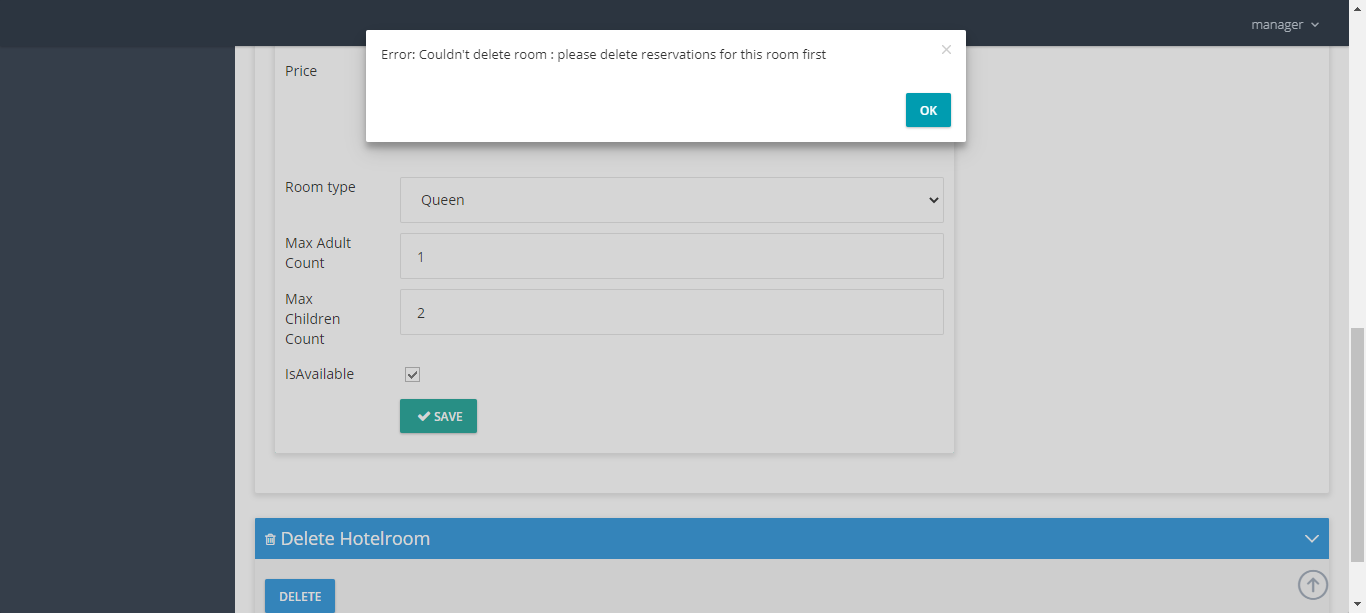 manager
Error: Couldn't delete room : please delete reservations for this room first
×
OK
Price
Room type
Queen
Max Adult
Count
1
Max
Children
Count
2
IsAvailable
SAVE
Delete Hotelroom
DELETE